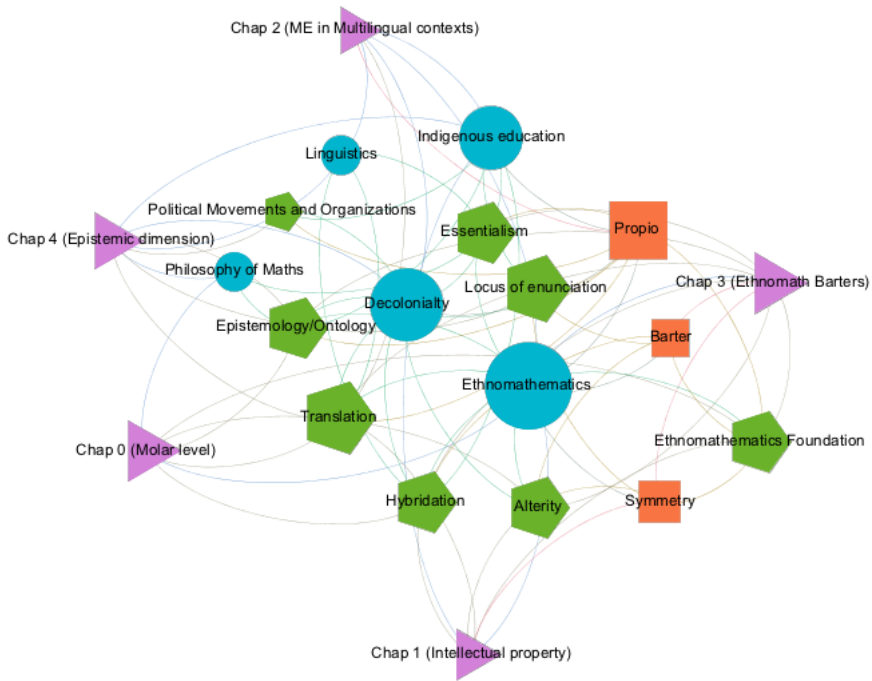 Chap 2 (ME in Multilingual contexts)
Indigenous education
Linguistics
Political Movements and Organizations
Essentialism
Propio
Chap 4 (Epistemic dimension)
Philosophy of Maths
Chap 3 (Ethnomath Barters)
Locus of enunciation
Decolonialty
Epistemology/Ontology
Barter
Ethnomathematics
Translation
Ethnomathematics Foundation
Chap 0 (Molar level)
Hybridation
Alterity
Symmetry
Chap 1 (Intellectual property)